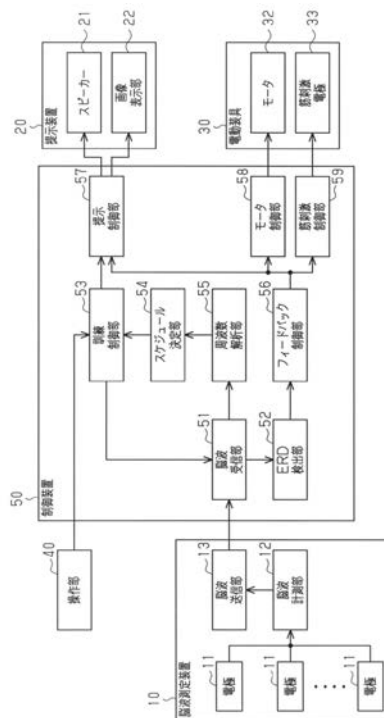 10
脳波測定装置
電極
11
電極
11
電極
11
脳波
計測部
12
脳波
送信部
13
操作部
40
50
制御装置
脳波
受信部
51
ERD
検出部
52
訓練
制御部
53
スケジュール
決定部
54
周波数
解析部
55
フィードバック
制御部
56
提示
制御部
57
モータ
制御部
58
筋刺激
制御部
59
20
提示装置
スピーカー
21
画像
表示部
22
30
電動装具
モータ
32
筋刺激
電極
33